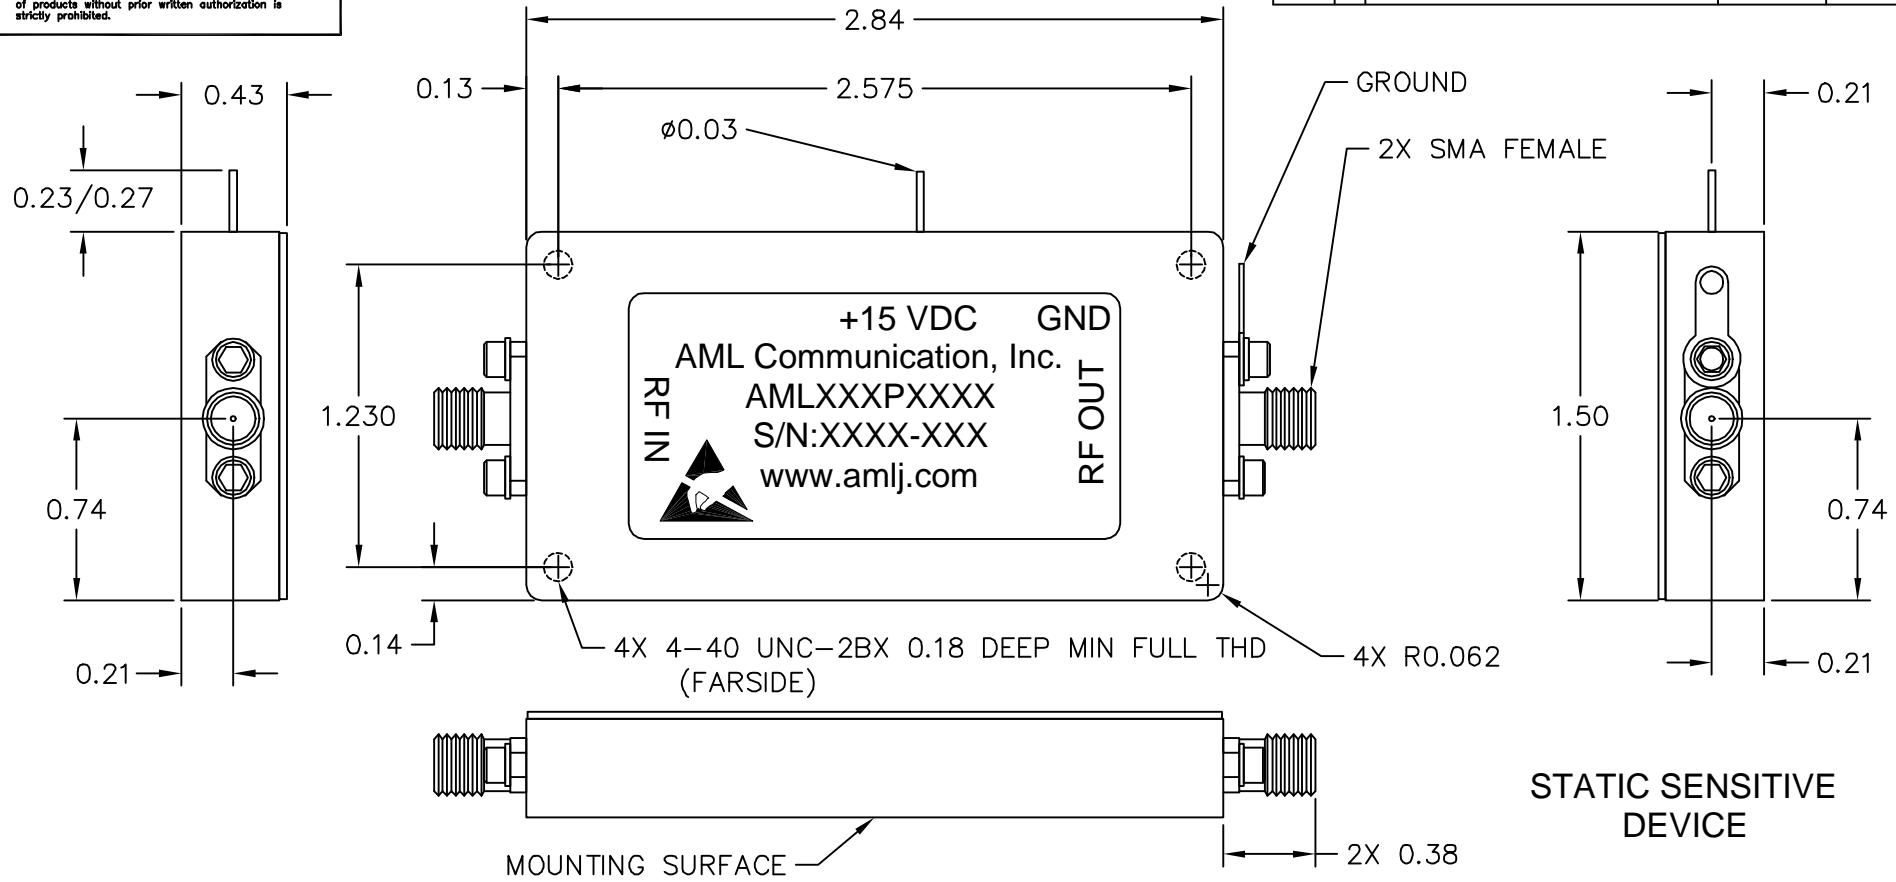 of products without prior written authorization is
strictly prohibited.
2.84
0.43
0.13
2.575
GROUND
0.21
ø0.03
2X SMA FEMALE
0.23/0.27
+15 VDC GND
AML Communication, Inc.
AMLXXXPXXXX
S/N:XXXX-XXX
www.amlj.com
RF IN
RF OUT
1.230
1.50
0.74
0.74
0.14
4X 4-40 UNC-2BX 0.18 DEEP MIN FULL THD
(FARSIDE)
4X R0.062
0.21
0.21
STATIC SENSITIVE
DEVICE
MOUNTING SURFACE
2X 0.38